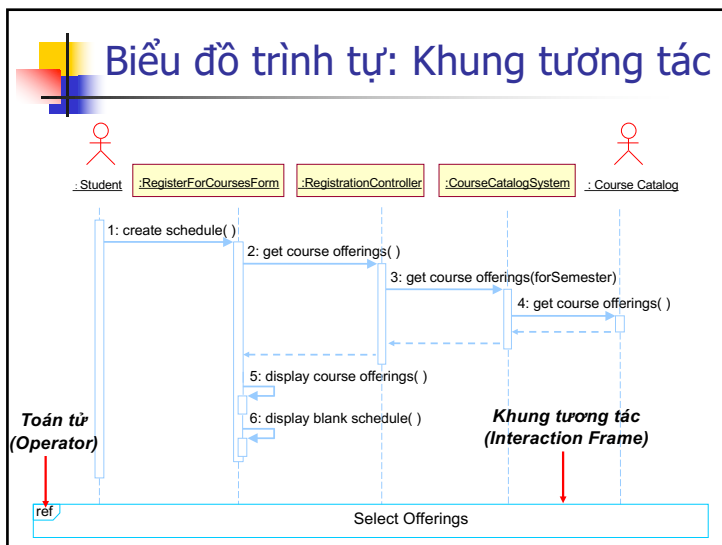 Biểu đồ trình tự: Khung tương tác
: Student
:RegisterForCoursesForm
:RegistrationController
:CourseCatalogSystem
: Course Catalog
1: create schedule( )
2: get course offerings( )
3: get course offerings(forSemester)
4: get course offerings( )
5: display course offerings( )
6: display blank schedule( )
Toán tử
(Operator)
Khung tương tác
(Interaction Frame)
ref
Select Offerings